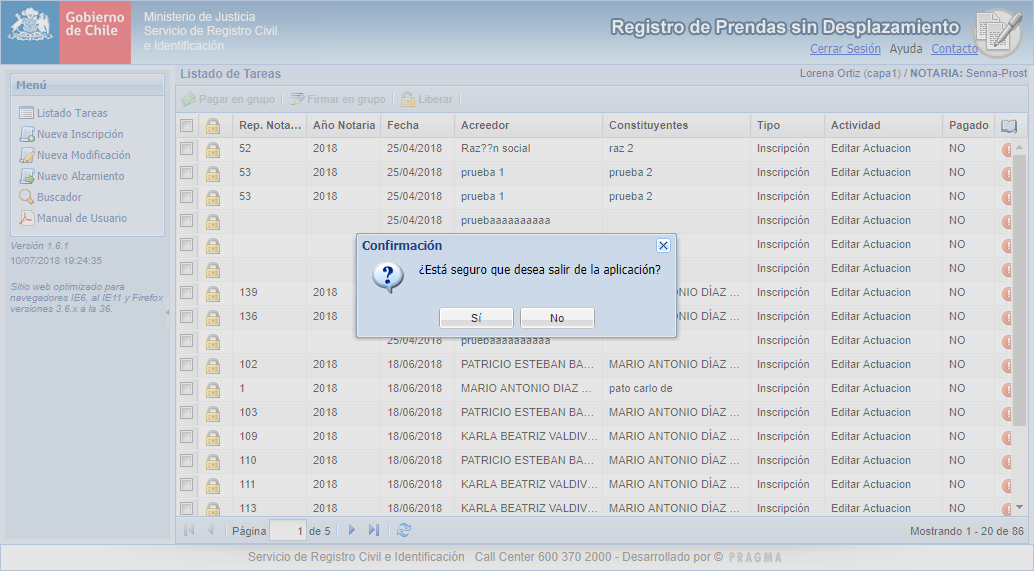 Gobierno
de Chile
Ministerio de Justicia
Servicio de Registro Civil
e Identificación
Registro de Prendas sin Desplazamiento
Cerrar Sesión Ayuda Contacto
Menú
Listado Tareas
Nueva Inscripción
Nueva Modificación
Nuevo Alzamiento
Buscador
Manual de Usuario
Versión 1.6.1
10/07/2018 19:24:35
Sitio web optimizado para
navegadores IE6, al IE11 y Firefox
versiones 3.6.x a la 36.
Listado de Tareas
Lorena Ortiz (capa1) / NOTARIA: Senna-Prost
Pagar en grupo Firmar en grupo Liberar
Rep. Nota... Año Notaria Fecha Acreedor Constituyentes Tipo Actividad Pagado
52 2018 25/04/2018 Raz??n social raz 2 Inscripción Editar Actuacion NO
53 2018 25/04/2018 prueba 1 prueba 2 Inscripción Editar Actuacion NO
53 2018 25/04/2018 prueba 1 prueba 2 Inscripción Editar Actuacion NO
25/04/2018 pruebaaaaaaaaaa Inscripción Editar Actuacion NO
Inscripción Editar Actuacion NO
Inscripción Editar Actuacion NO
139 2018 ONIO DÍAZ ... Inscripción Editar Actuacion NO
136 2018 ONIO DÍAZ ... Inscripción Editar Actuacion NO
25/04/2018 pruebaaaaaaaaaa Inscripción Editar Actuacion NO
102 2018 18/06/2018 PATRICIO ESTEBAN BA... MARIO ANTONIO DÍAZ ... Inscripción Editar Actuacion NO
1 2018 18/06/2018 MARIO ANTONIO DIAZ ... pato carlo de Inscripción Editar Actuacion NO
103 2018 18/06/2018 PATRICIO ESTEBAN BA... MARIO ANTONIO DÍAZ ... Inscripción Editar Actuacion NO
109 2018 18/06/2018 KARLA BEATRIZ VALDIV... MARIO ANTONIO DÍAZ ... Inscripción Editar Actuacion NO
110 2018 18/06/2018 PATRICIO ESTEBAN BA... MARIO ANTONIO DÍAZ ... Inscripción Editar Actuacion NO
111 2018 18/06/2018 KARLA BEATRIZ VALDIV... MARIO ANTONIO DÍAZ ... Inscripción Editar Actuacion NO
113 2018 18/06/2018 KARLA BEATRIZ VALDIV... MARIO ANTONIO DÍAZ ... Inscripción Editar Actuacion NO
Confirmación
¿Está seguro que desea salir de la aplicación?
Sí No
Página 1 de 5
Mostrando 1 - 20 de 86
Servicio de Registro Civil e Identificación Call Center 600 370 2000 - Desarrollado por © PRAGMA